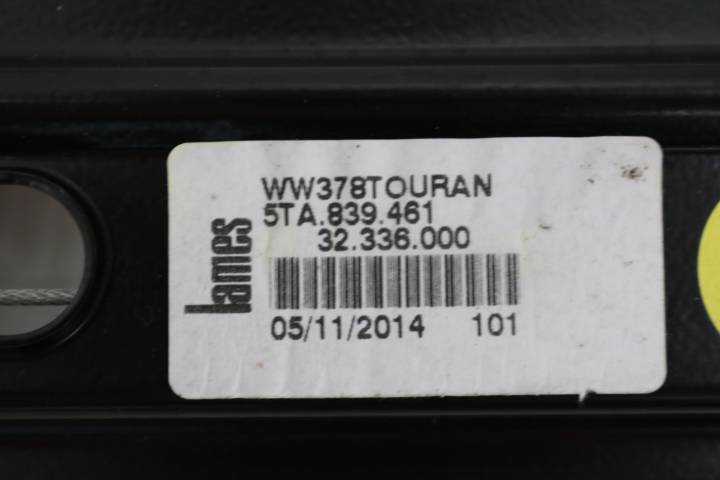 lames
WW378TOURAN
5TA.839.461
32.336.000
05/11/2014 101